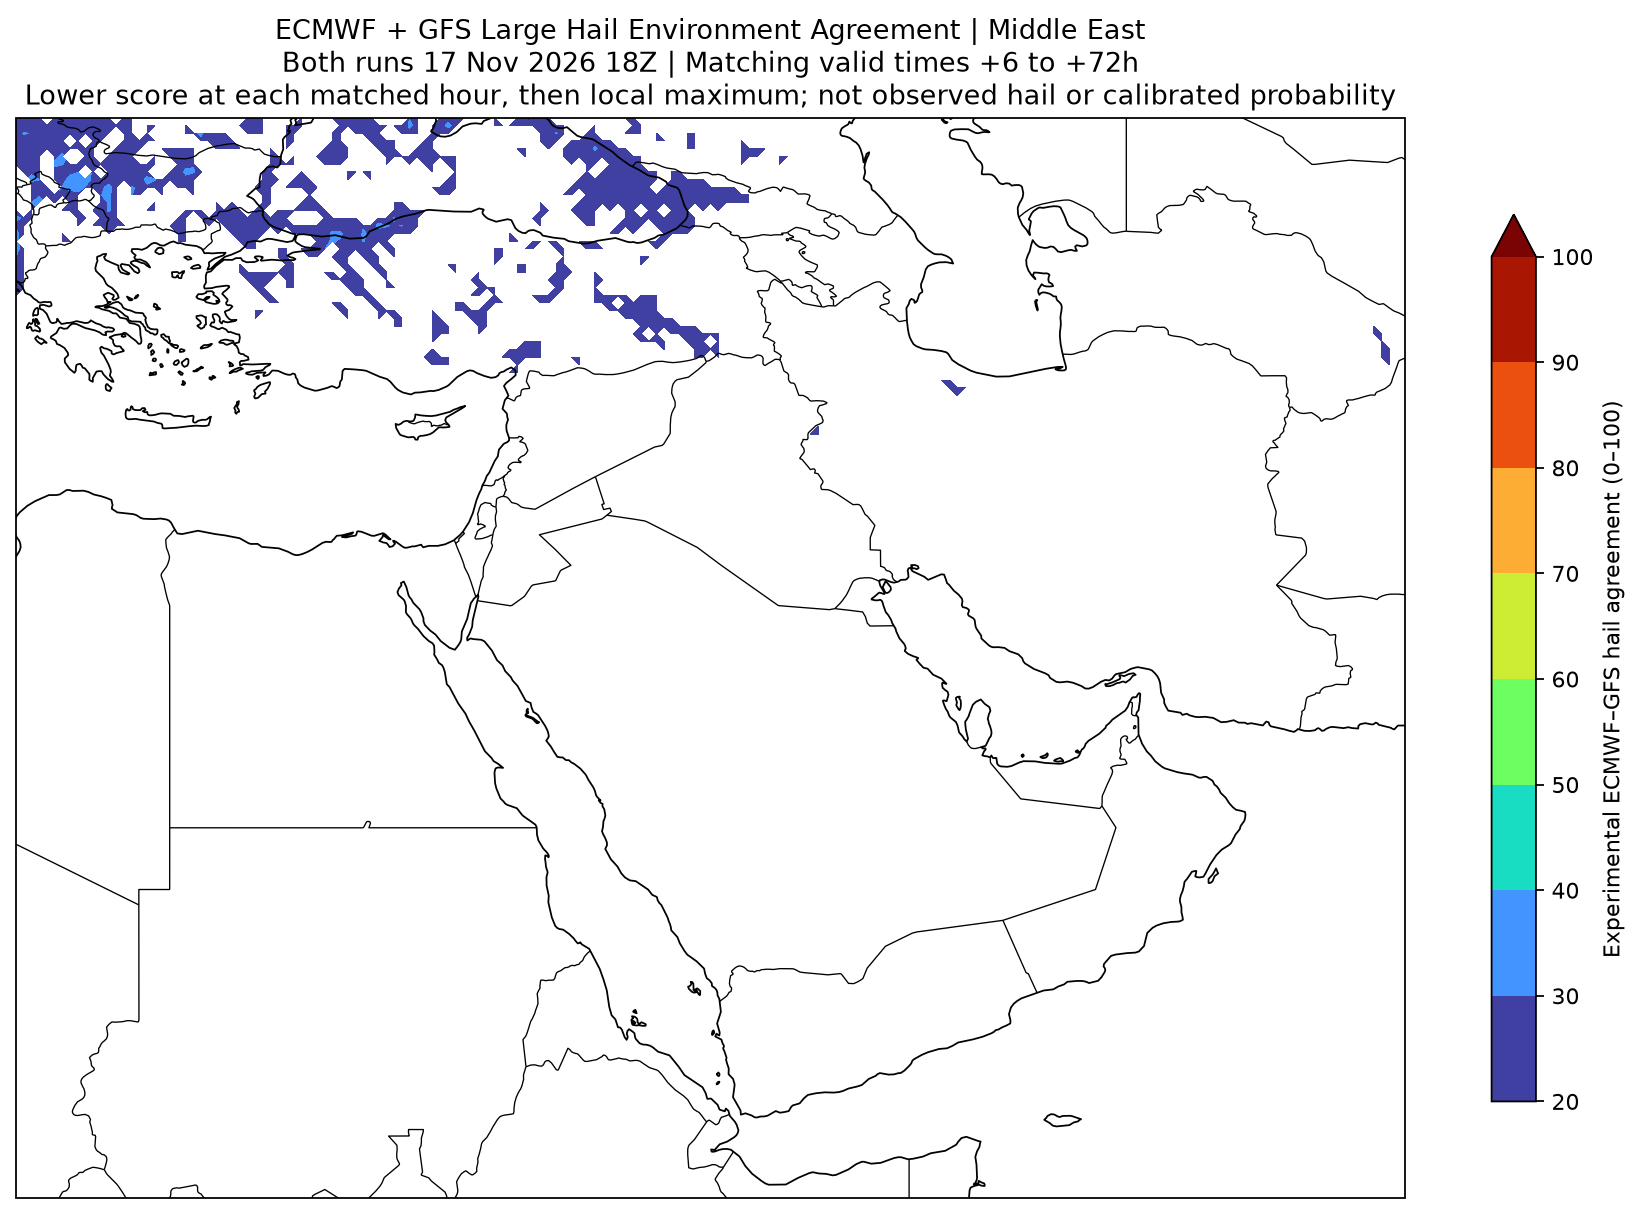 ECMWF + GFS Large Hail Environment Agreement | Middle East
Both runs 17 Nov 2026 18Z | Matching valid times +6 to +72h
Lower score at each matched hour, then local maximum; not observed hail or calibrated probability
100
90
80
70
60
50
40
30
20
Experimental ECMWF–GFS hail agreement (0–100)